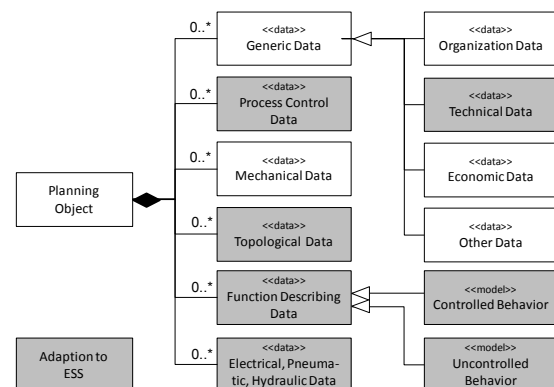 0..*
<<data>>
Generic Data
<<data>>
Organization Data
0..*
<<data>>
Process Control
Data
<<data>>
Technical Data
0..*
<<data>>
Mechanical Data
<<data>>
Economic Data
Planning
Object
0..*
<<data>>
Topological Data
<<data>>
Other Data
0..*
<<data>>
Function Describing
Data
<<model>>
Controlled Behavior
Adaption to
ESS
0..*
<<data>>
Electrical, Pneuma-
tic, Hydraulic Data
<<model>>
Uncontrolled
Behavior